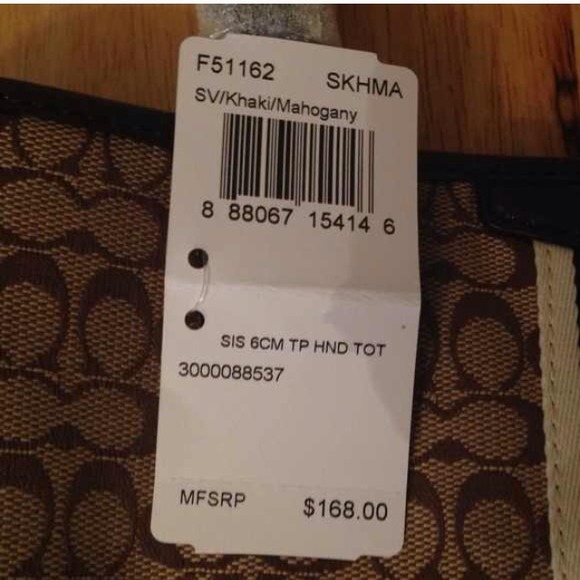 F51162 SKHMA
SV/Khaki/Mahogany
8 88067 15414 6
SIS 6CM TP HND TOT
3000088537
MFSRP $168.00